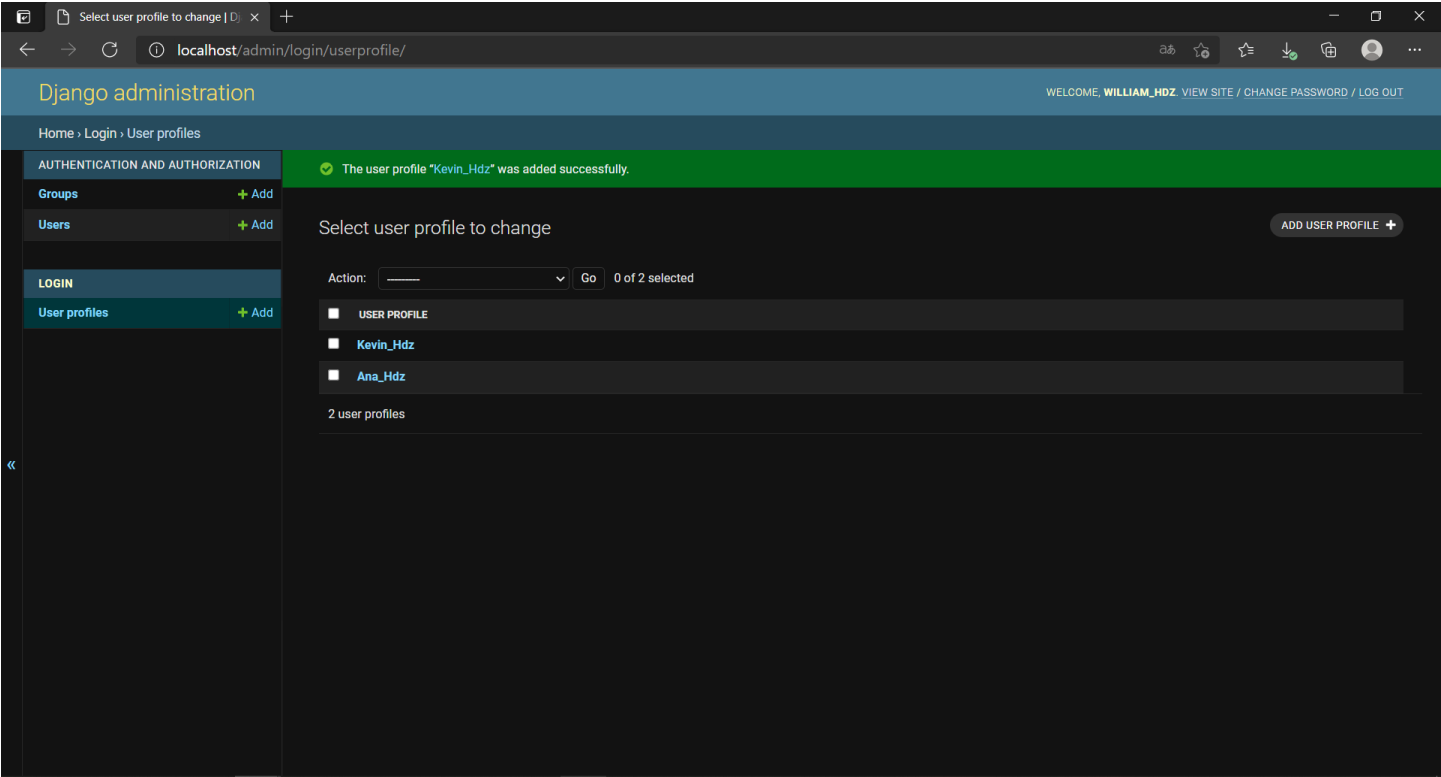 Select user profile to change | Dj
localhost/admin/login/userprofile/
Django administration
WELCOME, WILLIAM_HDZ. VIEW SITE / CHANGE PASSWORD / LOG OUT
Home › Login › User profiles
AUTHENTICATION AND AUTHORIZATION
Groups + Add
Users + Add
LOGIN
User profiles + Add
«
The user profile “Kevin_Hdz” was added successfully.
Select user profile to change
ADD USER PROFILE +
Action: --------- Go 0 of 2 selected
USER PROFILE
Kevin_Hdz
Ana_Hdz
2 user profiles